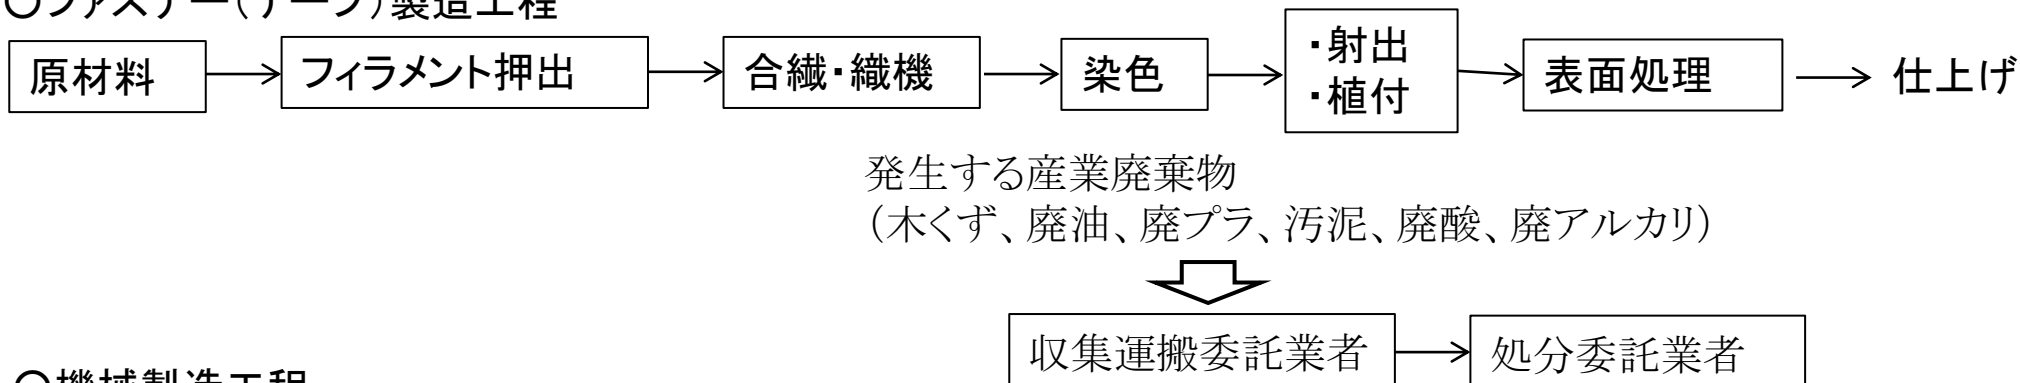 〇ファスナー(テープ)製造工程
原材料 フィラメント押出 合繊・織機 染色 ・射出 ・植付 表面処理 仕上げ
発生する産業廃棄物
(木くず、廃油、廃プラ、汚泥、廃酸、廃アルカリ)
収集運搬委託業者 処分委託業者
〇機械製造工程